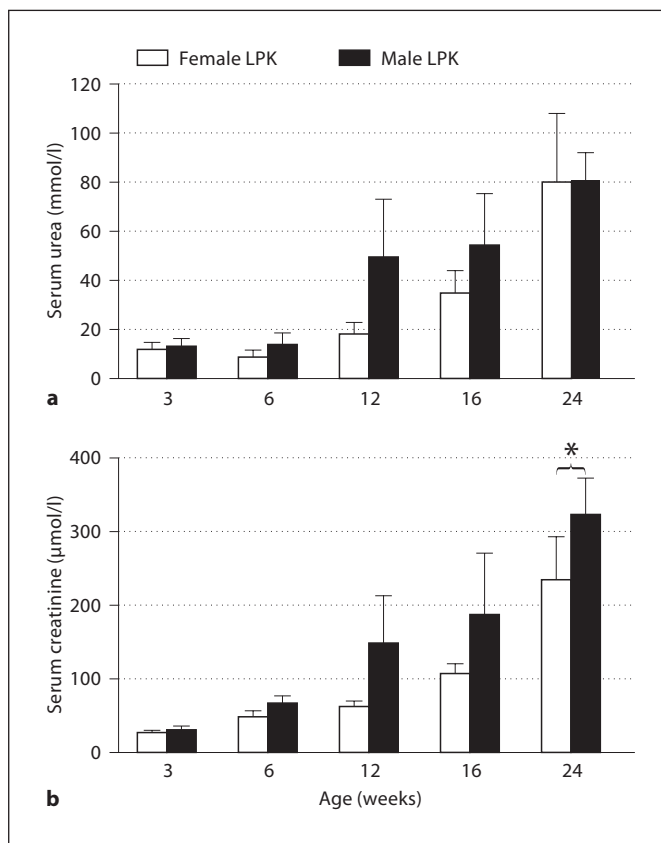 Female LPK Male LPK
120
100
80
60
40
20
0
Serum urea (mmol/l)
3 6 12 16 24
a
400
300
200
100
0
Serum creatinine (μmol/l)
*
3 6 12 16 24
Age (weeks)
b